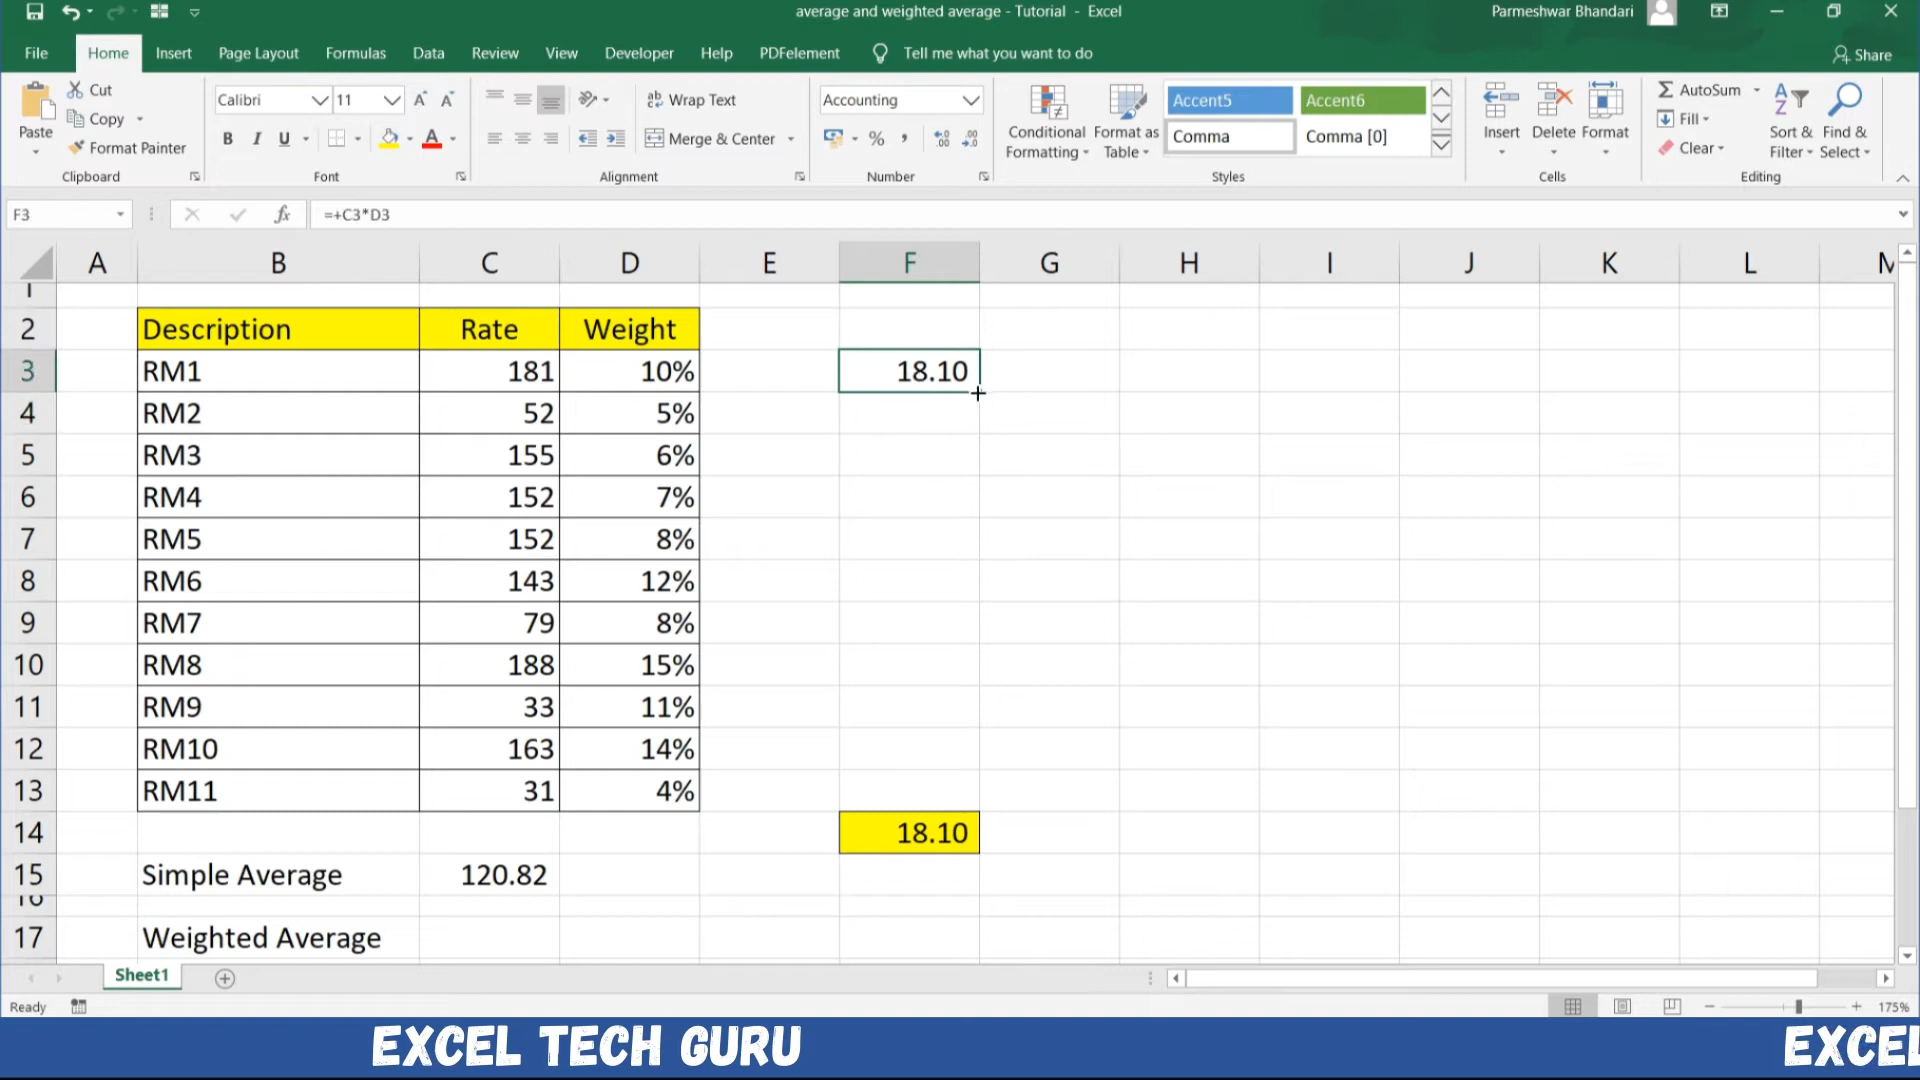 average and weighted average - Tutorial - Excel
Parmeshwar Bhandari
File Home Insert Page Layout Formulas Data Review View Developer Help PDFelement Tell me what you want to do Share
Paste
Cut
Copy
Format Painter
Clipboard
Calibri 11
A A
B I U A
Font
ab Wrap Text
Merge & Center
Alignment
Accounting
% , .00
Number
Conditional Formatting
Format as Table
Accent5 Accent6
Comma Comma [0]
Styles
Insert Delete Format
Cells
AutoSum
Fill
Clear
Sort & Filter
Find & Select
Editing
F3 fx =+C3*D3
A B C D E F G H I J K L M
1
2 Description Rate Weight
3 RM1 181 10% 18.10
4 RM2 52 5%
5 RM3 155 6%
6 RM4 152 7%
7 RM5 152 8%
8 RM6 143 12%
9 RM7 79 8%
10 RM8 188 15%
11 RM9 33 11%
12 RM10 163 14%
13 RM11 31 4%
14 18.10
15 Simple Average 120.82
16
17 Weighted Average
Sheet1
Ready 175%
EXCEL TECH GURU EXCEL